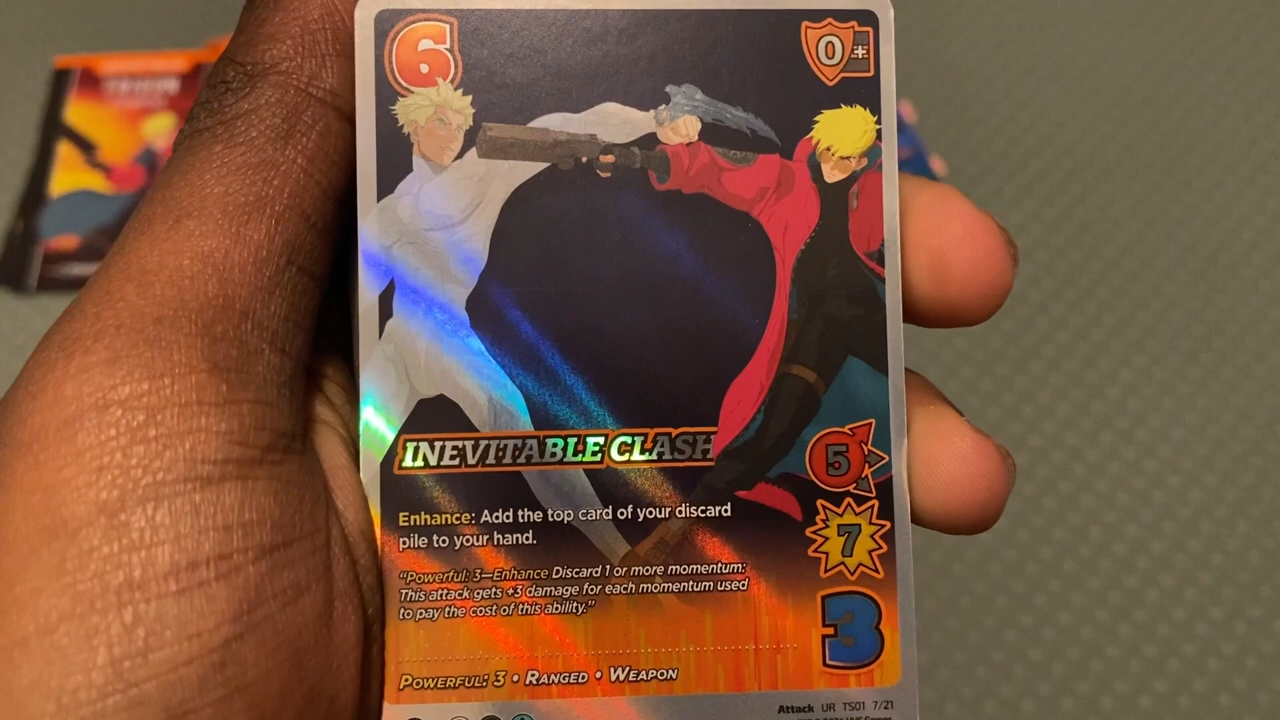 6
0 +
INEVITABLE CLASH
5
Enhance: Add the top card of your discard
pile to your hand.
7
"Powerful: 3—Enhance Discard 1 or more momentum:
This attack gets +3 damage for each momentum used
to pay the cost of this ability."
3
POWERFUL: 3 • RANGED • WEAPON
Attack UR TS01 7/21